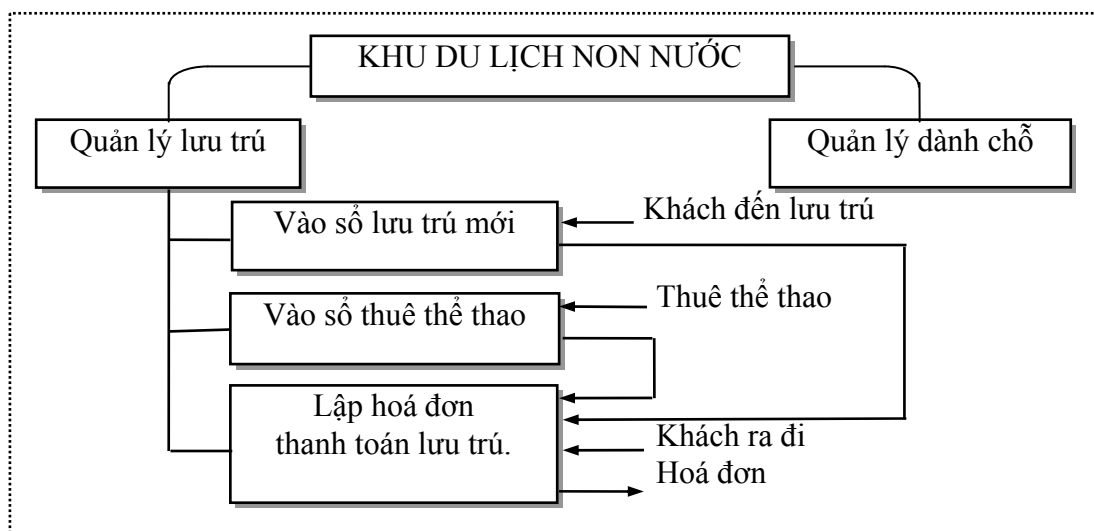 KHU DU LỊCH NON NƯỚC
Quản lý lưu trú
Quản lý dành chỗ
Vào sổ lưu trú mới
Khách đến lưu trú
Vào sổ thuê thể thao
Thuê thể thao
Lập hoá đơn
thanh toán lưu trú.
Khách ra đi
Hoá đơn